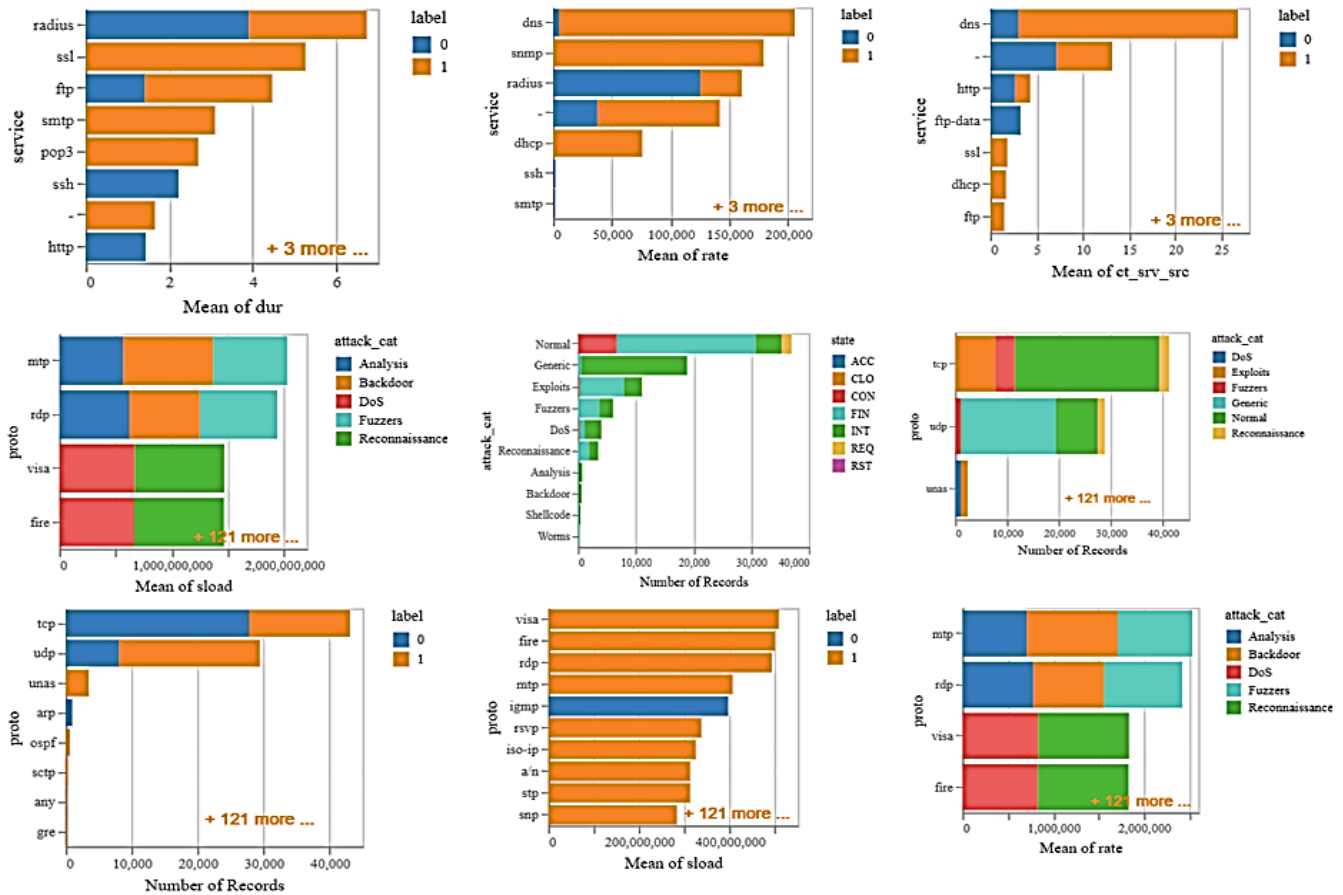 radius
ssl
ftp
smtp
pop3
ssh
-
http
service
0
2
4
6
Mean of dur
+ 3 more ...
label
0
1
dns
snmp
radius
-
dhcp
ssh
smtp
service
0
50,000
100,000
150,000
200,000
Mean of rate
+ 3 more ...
label
0
1
dns
-
http
ftp-data
ssl
dhcp
ftp
service
0
5
10
15
20
25
Mean of ct_srv_src
+ 3 more ...
label
0
1
mtp
rdp
visa
fire
proto
0
1,000,000,000
2,000,000,000
Mean of sload
+ 121 more ...
attack_cat
Analysis
Backdoor
DoS
Fuzzers
Reconnaissance
Normal
Generic
Exploits
Fuzzers
DoS
Reconnaissance
Analysis
Backdoor
Shellcode
Worms
attack_cat
0
10,000
20,000
30,000
40,000
Number of Records
state
ACC
CLO
CON
FIN
INT
REQ
RST
tcp
udp
unas
proto
0
10,000
20,000
30,000
40,000
Number of Records
+ 121 more ...
attack_cat
DoS
Exploits
Fuzzers
Generic
Normal
Reconnaissance
tcp
udp
unas
arp
ospf
sctp
any
gre
proto
0
10,000
20,000
30,000
40,000
Number of Records
+ 121 more ...
label
0
1
visa
fire
rdp
mtp
igmp
rsvp
iso-ip
a/n
stp
snp
proto
0
200,000,000
400,000,000
Mean of sload
+ 121 more ...
label
0
1
mtp
rdp
visa
fire
proto
0
1,000,000
2,000,000
Mean of rate
+ 121 more ...
attack_cat
Analysis
Backdoor
DoS
Fuzzers
Reconnaissance